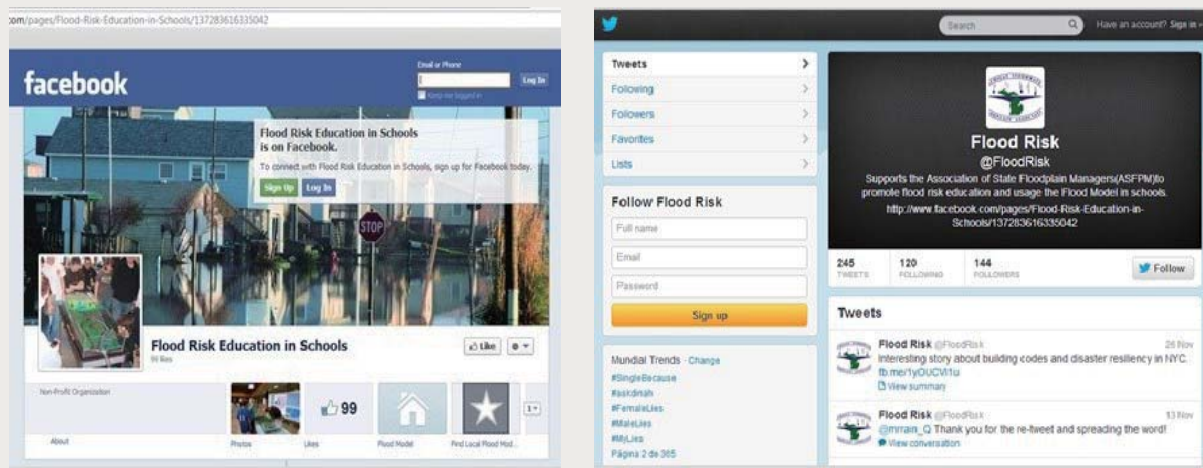 com/pages/Flood-Risk-Education-in-Schools/137283616335042
facebook
Email or Phone
Log In
Keep me logged in
Flood Risk Education in Schools
is on Facebook.
To connect with Flood Risk Education in Schools, sign up for Facebook today.
Sign Up
Log In
STOP
Flood Risk Education in Schools
99 likes
Like
Non-Profit Organization
About
Photos
99
Likes
Flood Model
Find Local Flood Mod...
1
Search
Have an account? Sign in
Tweets
Following
Followers
Favorites
Lists
Follow Flood Risk
Full name
Email
Password
Sign up
Mundial Trends · Change
#SingleBecause
#askdinah
#FemaleLies
#MaleLies
#MyLies
Página 2 de 365
Flood Risk
@FloodRisk
Supports the Association of State Floodplain Managers(ASFPM)to
promote flood risk education and usage the Flood Model in schools.
http://www.facebook.com/pages/Flood-Risk-Education-in-
Schools/137283616335042
245
TWEETS
120
FOLLOWING
144
FOLLOWERS
Follow
Tweets
Flood Risk @FloodRisk
26 Nov
Interesting story about building codes and disaster resiliency in NYC.
View summary
Flood Risk @FloodRisk
13 Nov
@mrrain_Q Thank you for the re-tweet and spreading the word!
View conversation